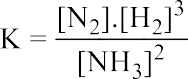 K = [N₂].[H₂]³ / [NH₃]²